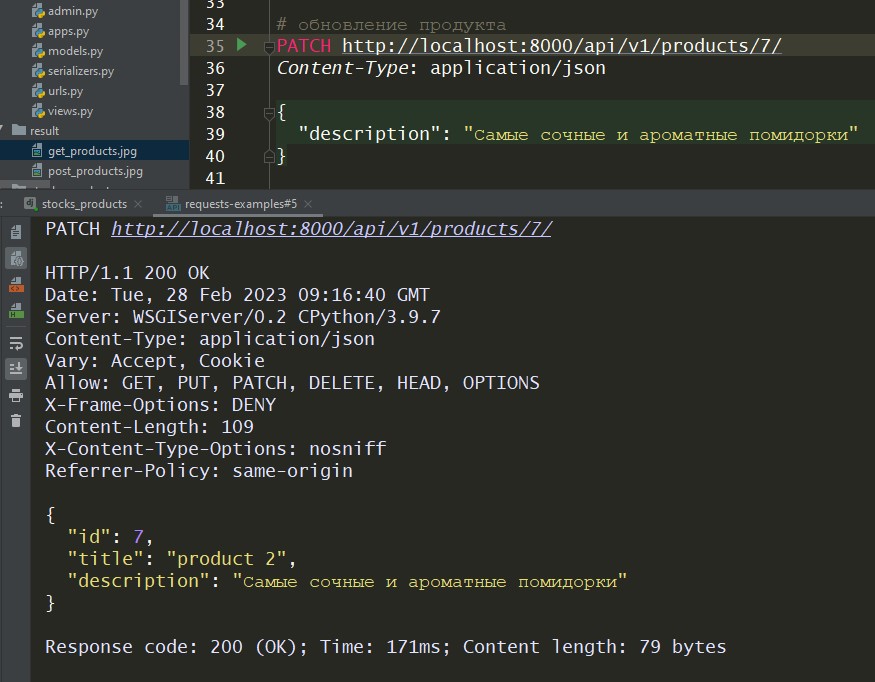 admin.py
apps.py
models.py
serializers.py
urls.py
views.py
result
get_products.jpg
post_products.jpg
33
34 # обновление продукта
35 PATCH http://localhost:8000/api/v1/products/7/
36 Content-Type: application/json
37
38 {
39 "description": "Самые сочные и ароматные помидорки"
40 }
41
: stocks_products requests-examples#5
PATCH http://localhost:8000/api/v1/products/7/
HTTP/1.1 200 OK
Date: Tue, 28 Feb 2023 09:16:40 GMT
Server: WSGIServer/0.2 CPython/3.9.7
Content-Type: application/json
Vary: Accept, Cookie
Allow: GET, PUT, PATCH, DELETE, HEAD, OPTIONS
X-Frame-Options: DENY
Content-Length: 109
X-Content-Type-Options: nosniff
Referrer-Policy: same-origin
{
"id": 7,
"title": "product 2",
"description": "Самые сочные и ароматные помидорки"
}
Response code: 200 (OK); Time: 171ms; Content length: 79 bytes